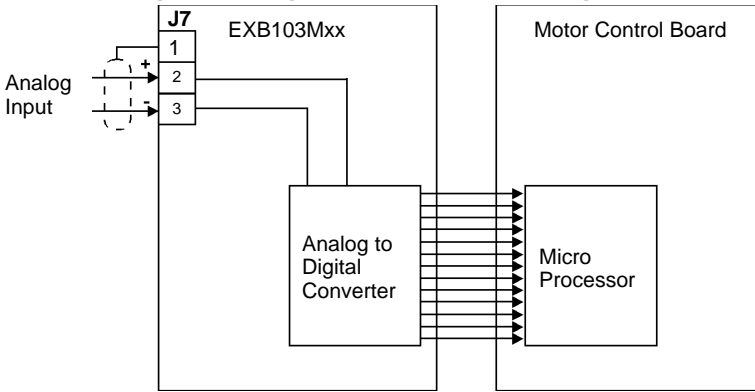 J7
EXB103Mxx
Motor Control Board
1
+
2
Analog
Input
-
3
Analog to
Digital
Converter
Micro
Processor